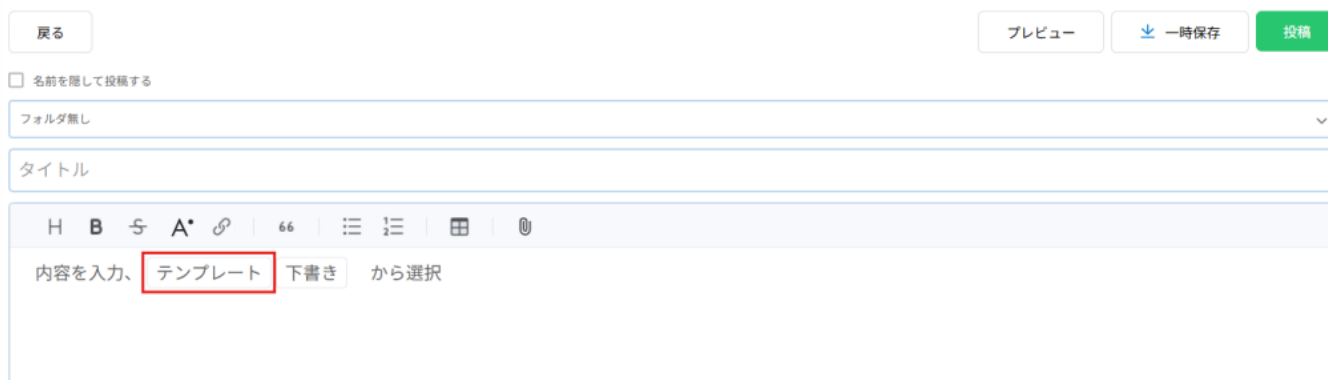 戻る プレビュー 一時保存 投稿
名前を隠して投稿する
フォルダ無し
タイトル
H B S A 66
内容を入力、 テンプレート 下書き から選択